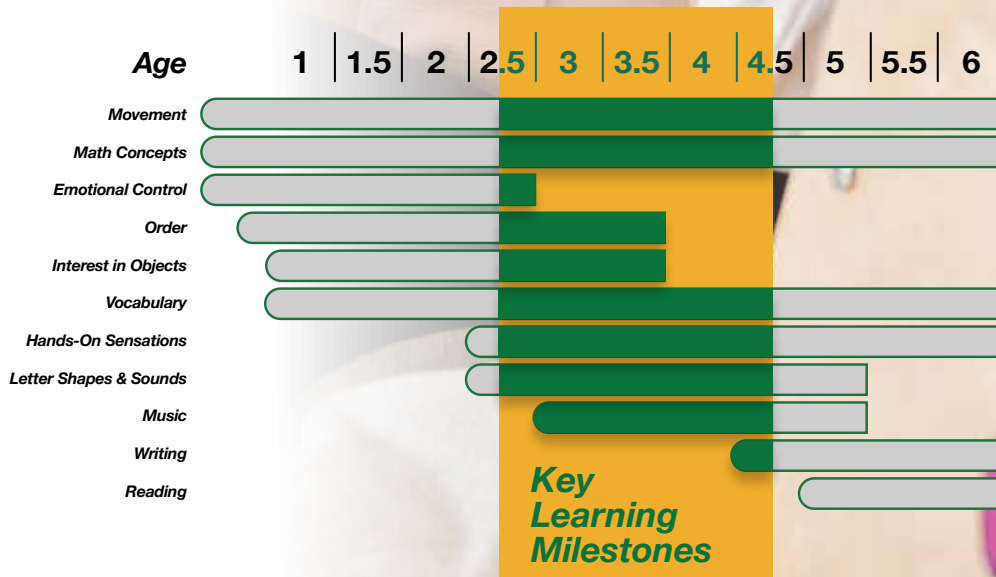 Age 1 1.5 2 2.5 3 3.5 4 4.5 5 5.5 6
Movement
Math Concepts
Emotional Control
Order
Interest in Objects
Vocabulary
Hands-On Sensations
Letter Shapes & Sounds
Music
Writing
Reading
Key
Learning
Milestones